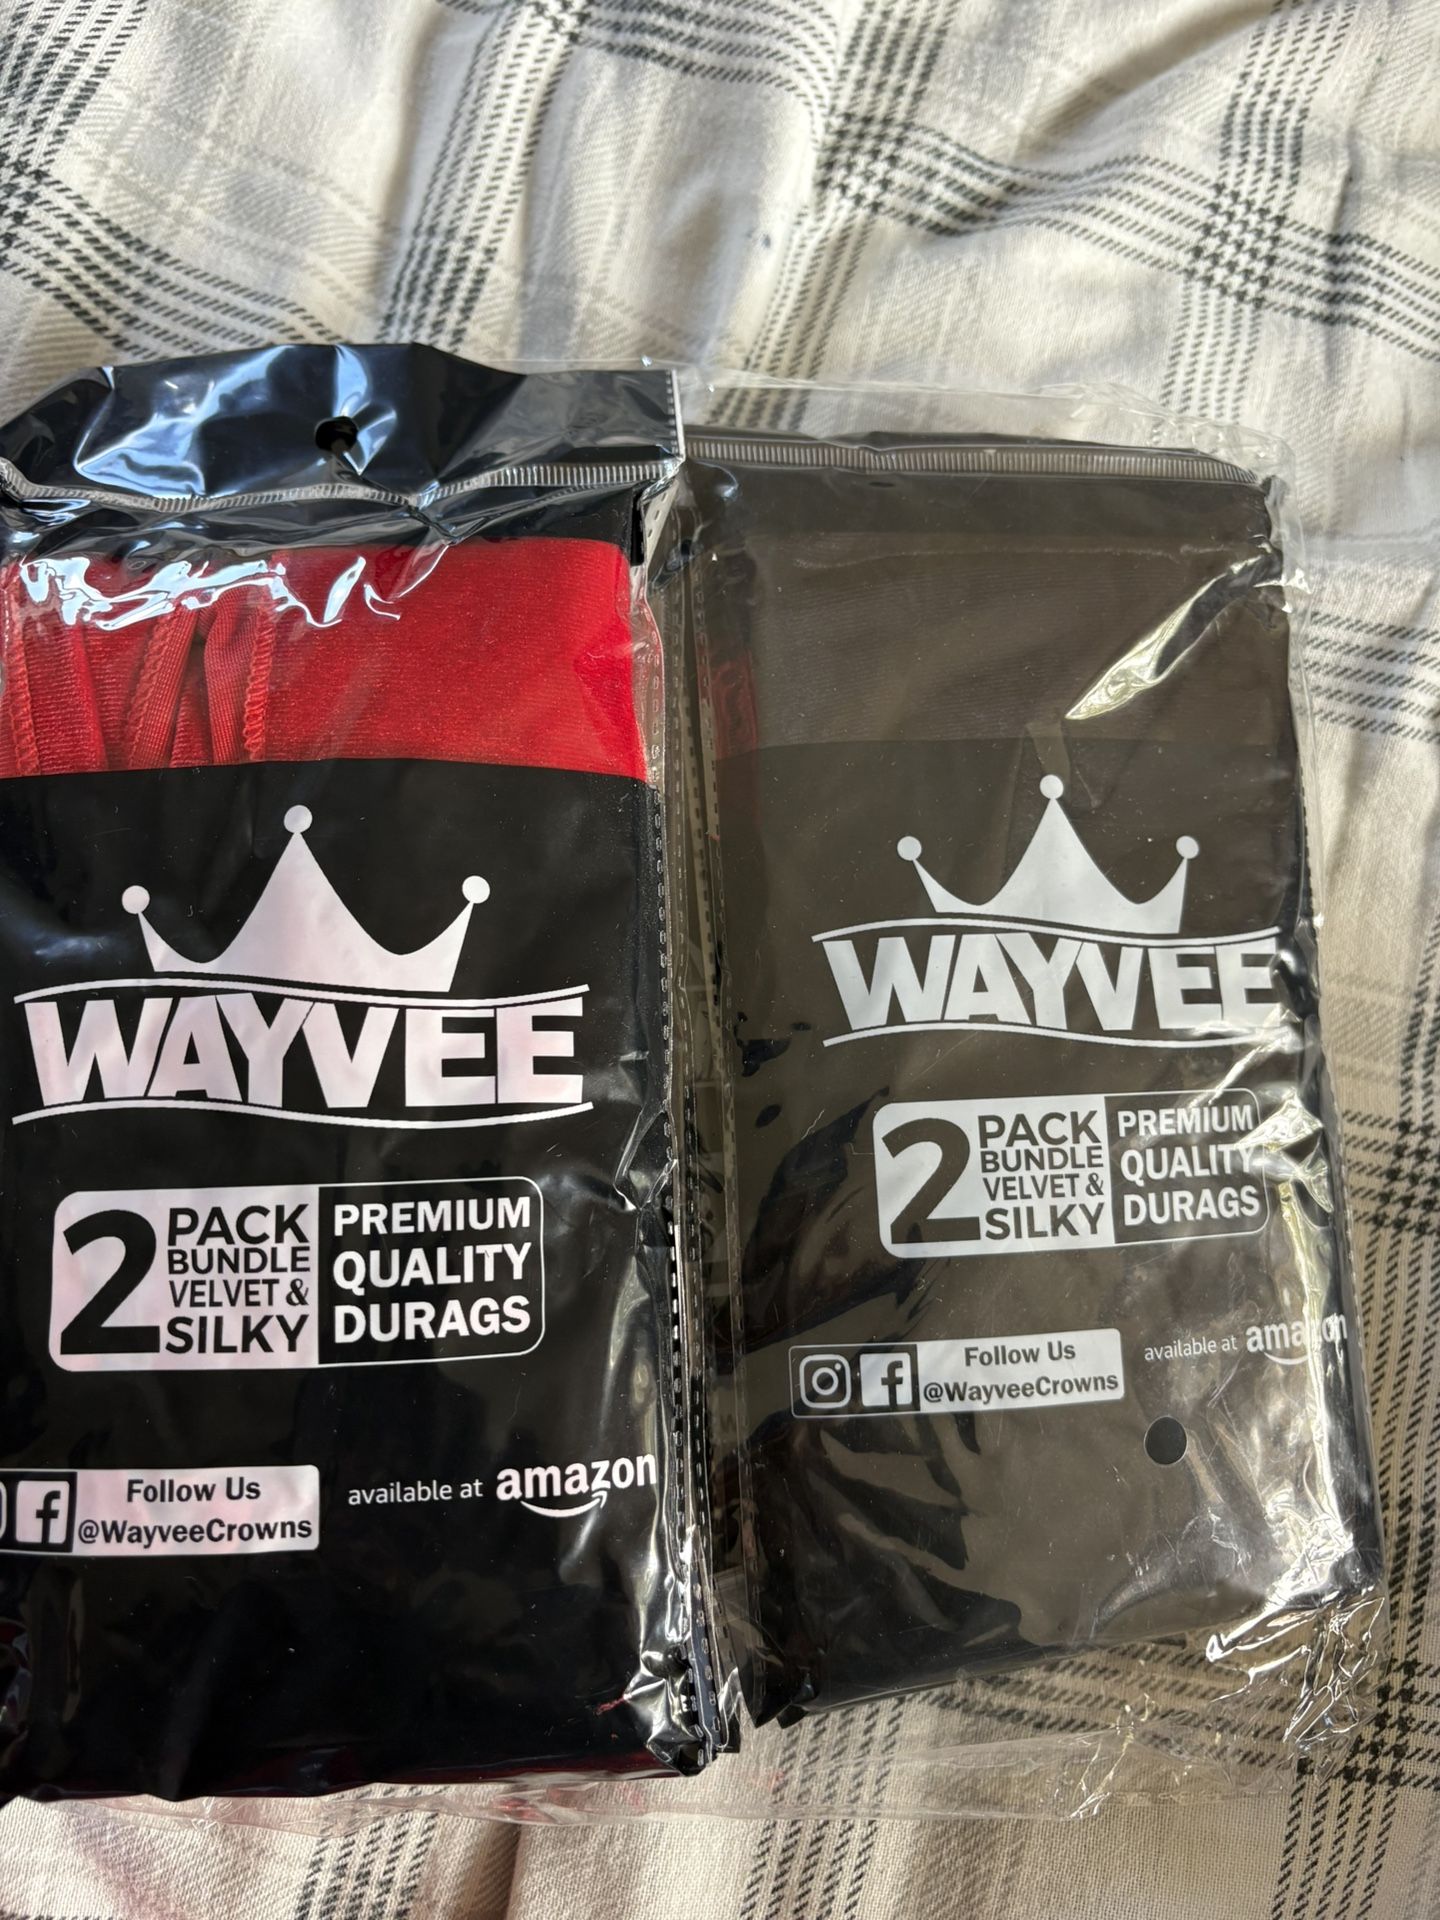 WAYVEE
2 PACK
BUNDLE
VELVET &
SILKY
PREMIUM
QUALITY
DURAGS
Follow Us
@WayveeCrowns
available at amazon
WAYVEE
2 PACK
BUNDLE
VELVET &
SILKY
PREMIUM
QUALITY
DURAGS
Follow Us
@WayveeCrowns
available at amazon